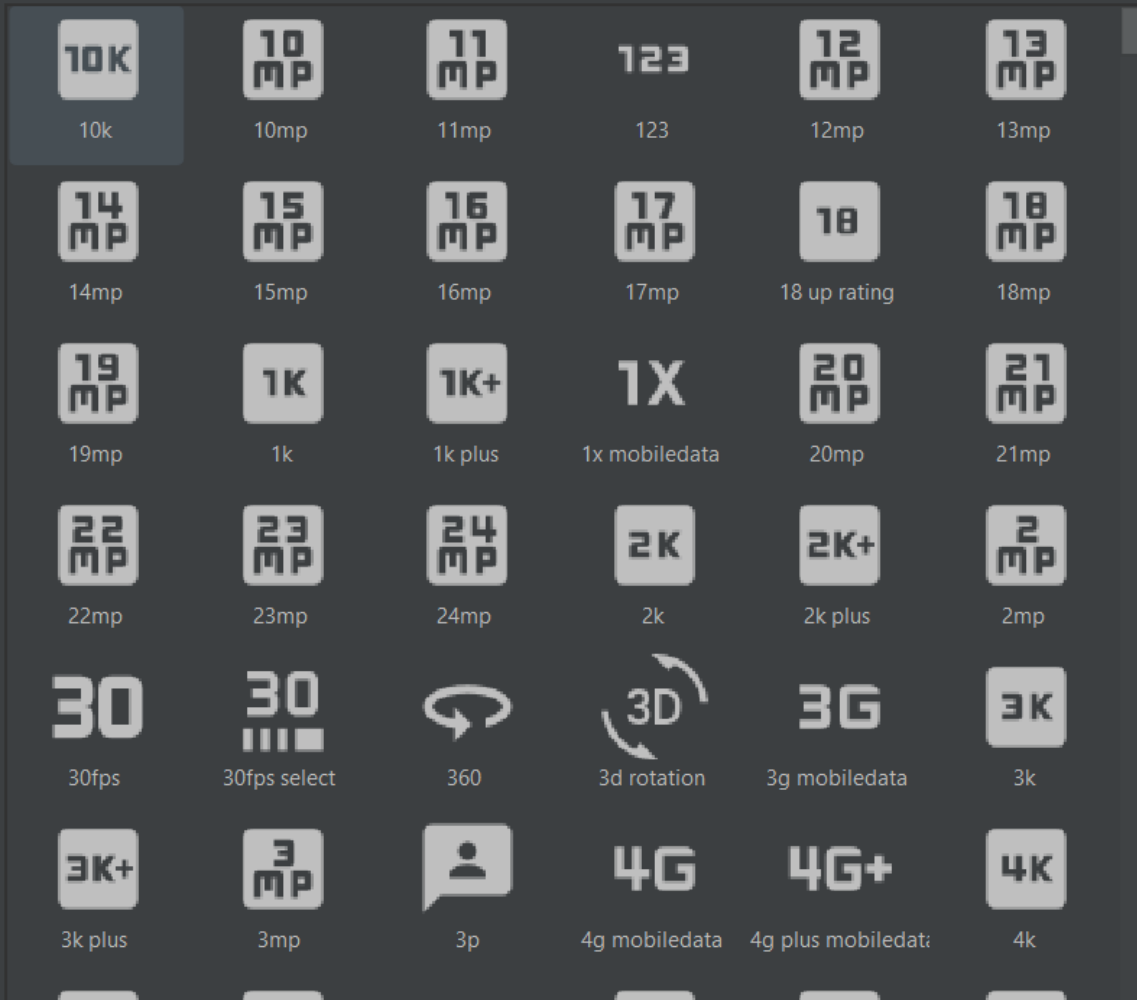 10K
10 MP
11 MP
123
12 MP
13 MP
10k
10mp
11mp
123
12mp
13mp
14 MP
15 MP
16 MP
17 MP
18
18 MP
14mp
15mp
16mp
17mp
18 up rating
18mp
19 MP
1K
1K+
1X
20 MP
21 MP
19mp
1k
1k plus
1x mobiledata
20mp
21mp
22 MP
23 MP
24 MP
2K
2K+
2 MP
22mp
23mp
24mp
2k
2k plus
2mp
30
30
3D
3G
3K
30fps
30fps select
360
3d rotation
3g mobiledata
3k
3K+
3 MP
4G
4G+
4K
3k plus
3mp
3p
4g mobiledata
4g plus mobiledata
4k